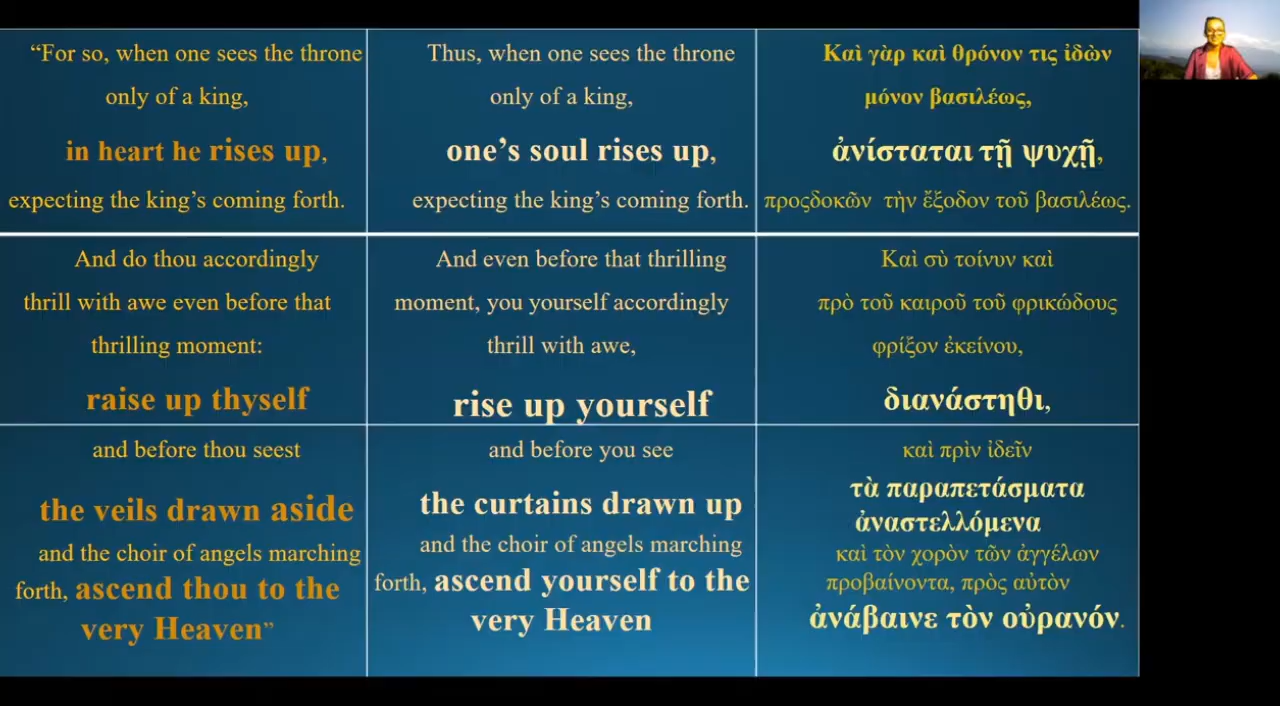 “For so, when one sees the throne
only of a king,
in heart he rises up,
expecting the king’s coming forth.
Thus, when one sees the throne
only of a king,
one’s soul rises up,
expecting the king’s coming forth.
Καὶ γὰρ καὶ θρόνον τις ἰδὼν
μόνον βασιλέως,
ἀνίσταται τῇ ψυχῇ,
προςδοκῶν τὴν ἔξοδον τοῦ βασιλέως.
And do thou accordingly
thrill with awe even before that
thrilling moment:
raise up thyself
And even before that thrilling
moment, you yourself accordingly
thrill with awe,
rise up yourself
Καὶ σὺ τοίνυν καὶ
πρὸ τοῦ καιροῦ τοῦ φρικώδους
φρίξον ἐκείνου,
διανάστηθι,
and before thou seest
the veils drawn aside
and the choir of angels marching
forth, ascend thou to the
very Heaven”
and before you see
the curtains drawn up
and the choir of angels marching
forth, ascend yourself to the
very Heaven
καὶ πρὶν ἰδεῖν
τὰ παραπετάσματα
ἀναστελλόμενα
καὶ τὸν χορὸν τῶν ἀγγέλων
προβαίνοντα, πρὸς αὐτὸν
ἀνάβαινε τὸν οὐρανόν.